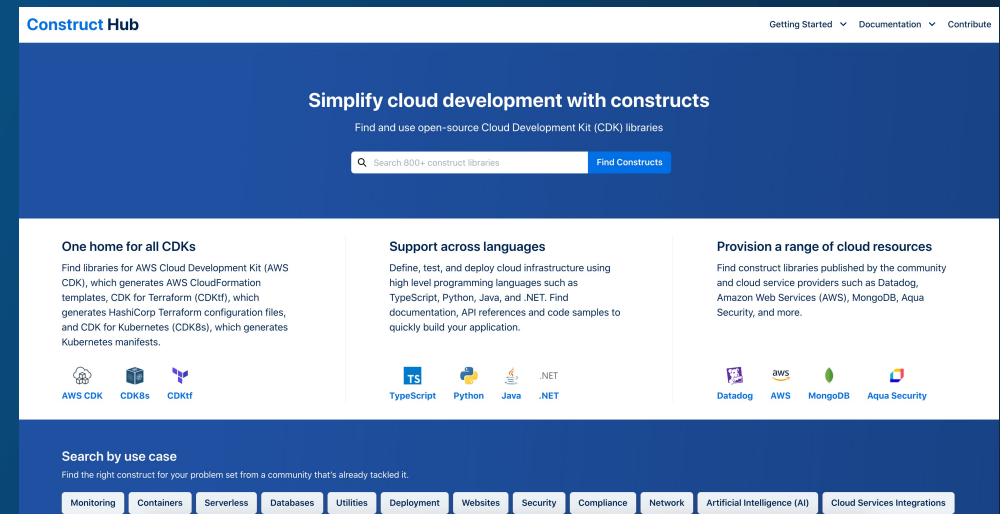 Construct Hub
Getting Started
Documentation
Contribute
Simplify cloud development with constructs
Find and use open-source Cloud Development Kit (CDK) libraries
Search 800+ construct libraries
Find Constructs
One home for all CDKs
Find libraries for AWS Cloud Development Kit (AWS
CDK), which generates AWS CloudFormation
templates, CDK for Terraform (CDKtf), which
generates HashiCorp Terraform configuration files,
and CDK for Kubernetes (CDK8s), which generates
Kubernetes manifests.
AWS CDK
CDK8s
CDKtf
Support across languages
Define, test, and deploy cloud infrastructure using
high level programming languages such as
TypeScript, Python, Java, and .NET. Find
documentation, API references and code samples to
quickly build your application.
TS
.NET
TypeScript
Python
Java
.NET
Provision a range of cloud resources
Find construct libraries published by the community
and cloud service providers such as Datadog,
Amazon Web Services (AWS), MongoDB, Aqua
Security, and more.
aws
Datadog
AWS
MongoDB
Aqua Security
Search by use case
Find the right construct for your problem set from a community that's already tackled it.
Monitoring
Containers
Serverless
Databases
Utilities
Deployment
Websites
Security
Compliance
Network
Artificial Intelligence (AI)
Cloud Services Integrations